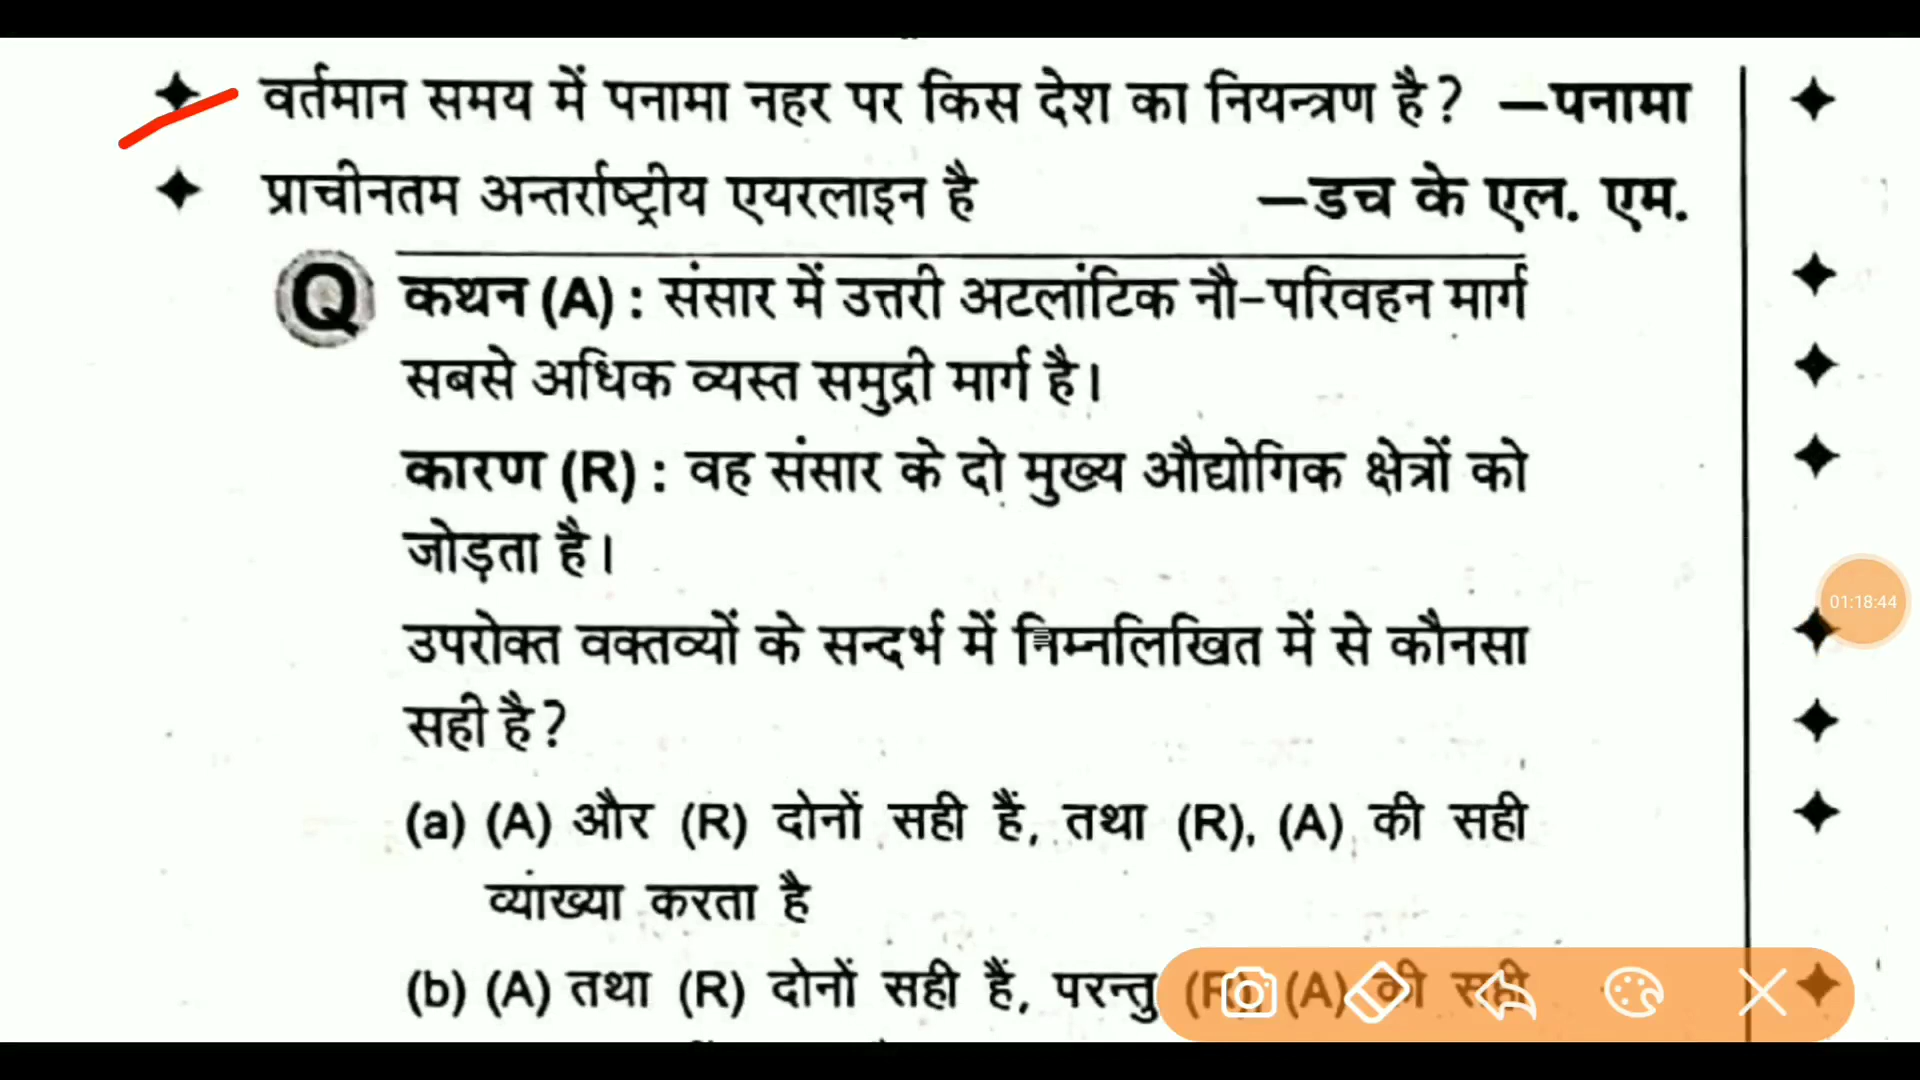 वर्तमान समय में पनामा नहर पर किस देश का नियन्त्रण है? —पनामा
प्राचीनतम अन्तर्राष्ट्रीय एयरलाइन है —डच के एल. एम.
Q कथन (A) : संसार में उत्तरी अटलांटिक नौ-परिवहन मार्ग
सबसे अधिक व्यस्त समुद्री मार्ग है।
कारण (R) : वह संसार के दो मुख्य औद्योगिक क्षेत्रों को
जोड़ता है।
01:18:44
उपरोक्त वक्तव्यों के सन्दर्भ में निम्नलिखित में से कौनसा
सही है?
(a) (A) और (R) दोनों सही हैं, तथा (R), (A) की सही
व्याख्या करता है
(b) (A) तथा (R) दोनों सही हैं, परन्तु (R), (A) की सही